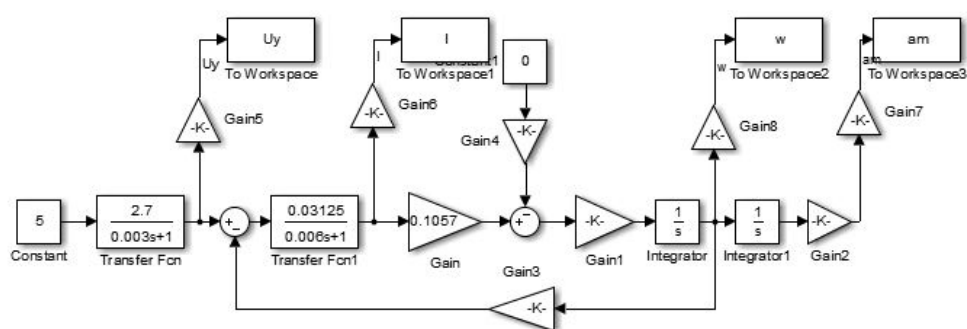 Uy
To Workspace
Uy
-K-
Gain5
I
To Workspace1
I
-K-
Gain6
Constant1
0
-K-
Gain4
w
To Workspace2
w
-K-
Gain8
am
To Workspace3
am
-K-
Gain7
5
Constant
2.7
0.003s+1
Transfer Fcn
+
−
0.03125
0.006s+1
Transfer Fcn1
0.1057
Gain
−
+
-K-
Gain1
1
s
Integrator
1
s
Integrator1
-K-
Gain2
Gain3
-K-